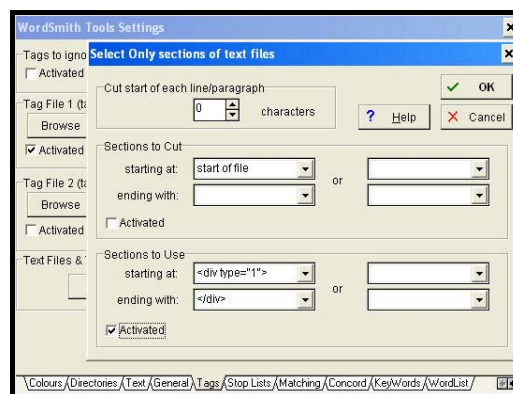 WordSmith Tools Settings
Tags to igno
Activated
Tag File 1 (ta
Browse
Activated
Tag File 2 (ta
Browse
Activated
Text Files &
Select Only sections of text files
Cut start of each line/paragraph
0 characters
OK
Help
Cancel
Sections to Cut
starting at: start of file or
ending with:
Activated
Sections to Use
starting at: <div type="1"> or
ending with: </div>
Activated
Colours Directories Text General Tags Stop Lists Matching Concord KeyWords WordList